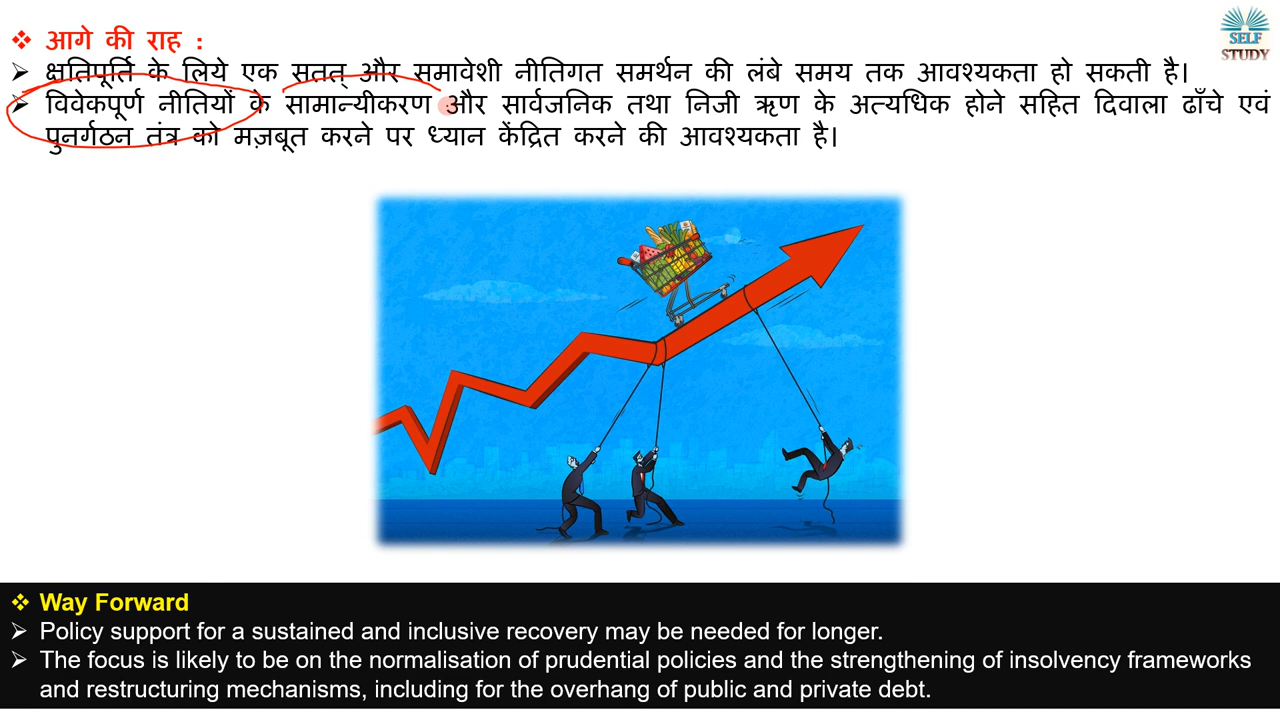 SELF
STUDY
❖ आगे की राह :
➢ क्षतिपूर्ति के लिये एक सतत् और समावेशी नीतिगत समर्थन की लंबे समय तक आवश्यकता हो सकती है।
➢ विवेकपूर्ण नीतियों के सामान्यीकरण और सार्वजनिक तथा निजी ऋण के अत्यधिक होने सहित दिवाला ढाँचे एवं
पुनर्गठन तंत्र को मज़बूत करने पर ध्यान केंद्रित करने की आवश्यकता है।
❖ Way Forward
➢ Policy support for a sustained and inclusive recovery may be needed for longer.
➢ The focus is likely to be on the normalisation of prudential policies and the strengthening of insolvency frameworks
and restructuring mechanisms, including for the overhang of public and private debt.